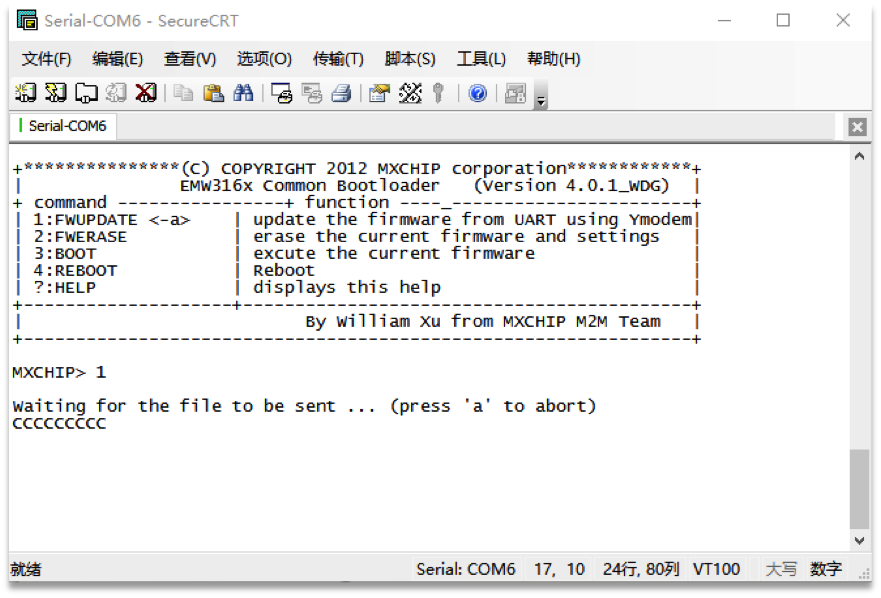 Serial-COM6 - SecureCRT
文件(F) 编辑(E) 查看(V) 选项(O) 传输(T) 脚本(S) 工具(L) 帮助(H)
Serial-COM6
+***************(C) COPYRIGHT 2012 MXCHIP corporation************+
|               EMW316x Common Bootloader   (Version 4.0.1_WDG)  |
+ command ----------------+ function ----_-----------------------+
| 1:FWUPDATE <-a>    | update the firmware from UART using Ymodem|
| 2:FWERASE          | erase the current firmware and settings   |
| 3:BOOT             | excute the current firmware               |
| 4:REBOOT           | Reboot                                    |
| ?:HELP             | displays this help                        |
+--------------------+-------------------------------------------+
|                           By William Xu from MXCHIP M2M Team   |
+----------------------------------------------------------------+
MXCHIP> 1
Waiting for the file to be sent ... (press 'a' to abort)
CCCCCCCCC
就绪 Serial: COM6 17, 10 24行, 80列 VT100 大写 数字